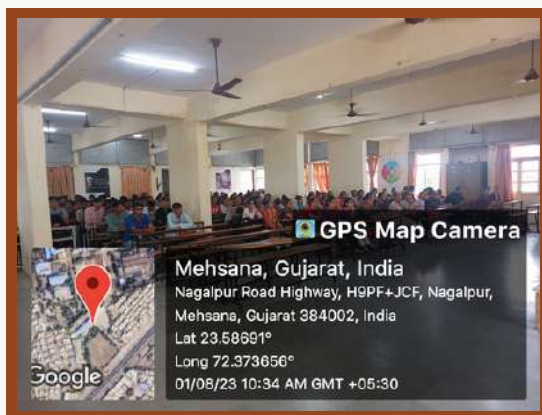 GPS Map Camera
Mehsana, Gujarat, India
Nagalpur Road Highway, H9PF+JCF, Nagalpur,
Mehsana, Gujarat 384002, India
Lat 23.58691°
Long 72.373656°
01/08/23 10:34 AM GMT +05:30
Google